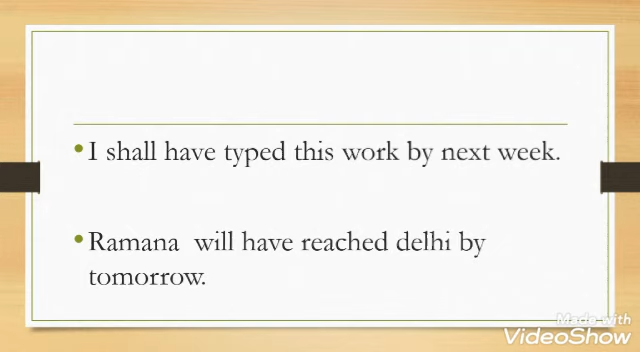 • I shall have typed this work by next week.
• Ramana will have reached delhi by
tomorrow.
Made with
VideoShow